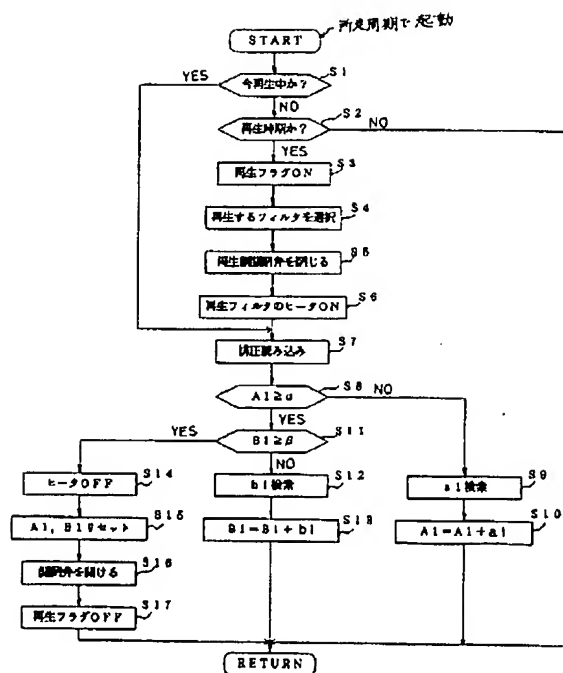 所定周期で起動
START
S1
YES
今再生中か?
NO
S2
再生時期か?
NO
YES
S3
再生フラグON
S4
再生するフィルタを選択
S5
再生側開閉弁を閉じる
S6
再生フィルタのヒータON
S7
読み込み
S8
A1≧α
NO
YES
S11
YES
B1≧β
NO
S14
S12
S9
ヒータOFF
b1検索
a1検索
S15
S13
S10
A1, B1リセット
B1=B1+b1
A1=A1+a1
S16
開閉弁を開ける
S17
再生フラグOFF
RETURN